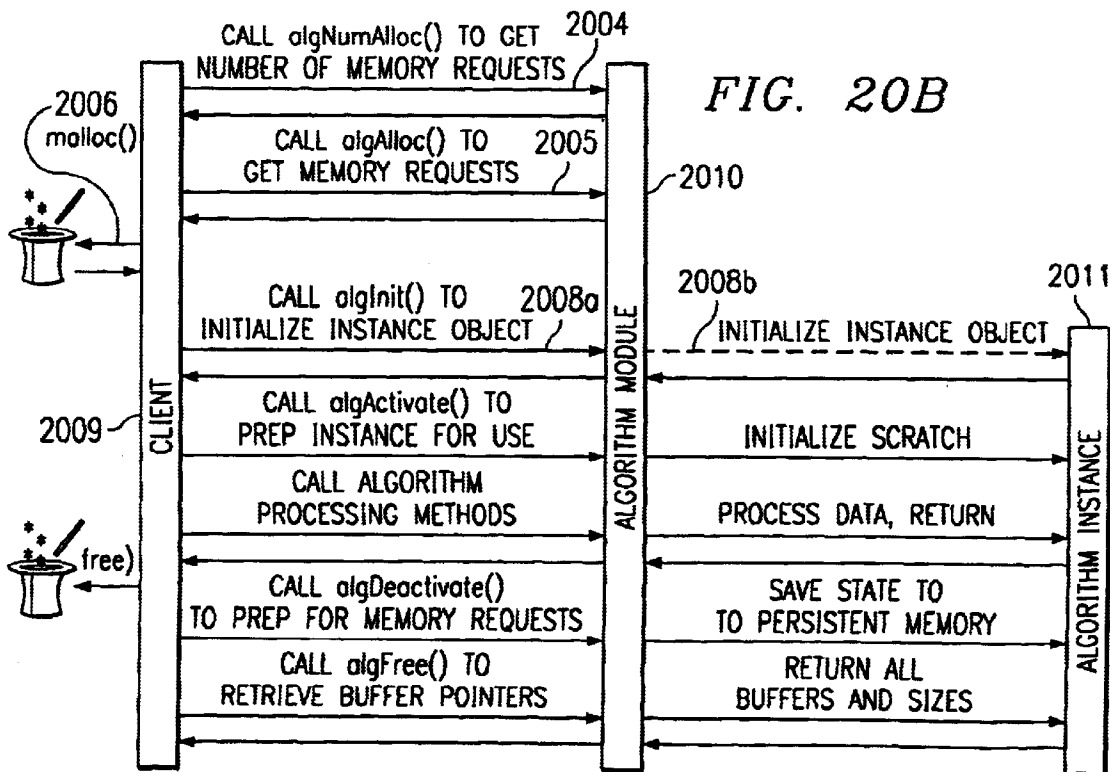 CALL algNumAlloc() TO GET
NUMBER OF MEMORY REQUESTS
2004
FIG. 20B
2006
malloc()
CALL algAlloc() TO
GET MEMORY REQUESTS
2005
2010
CALL algInit() TO
INITIALIZE INSTANCE OBJECT
2008a
2008b
INITIALIZE INSTANCE OBJECT
2011
2009
CLIENT
ALGORITHM MODULE
ALGORITHM INSTANCE
CALL algActivate() TO
PREP INSTANCE FOR USE
INITIALIZE SCRATCH
CALL ALGORITHM
PROCESSING METHODS
PROCESS DATA, RETURN
free)
CALL algDeactivate()
TO PREP FOR MEMORY REQUESTS
SAVE STATE TO
TO PERSISTENT MEMORY
CALL algFree() TO
RETRIEVE BUFFER POINTERS
RETURN ALL
BUFFERS AND SIZES